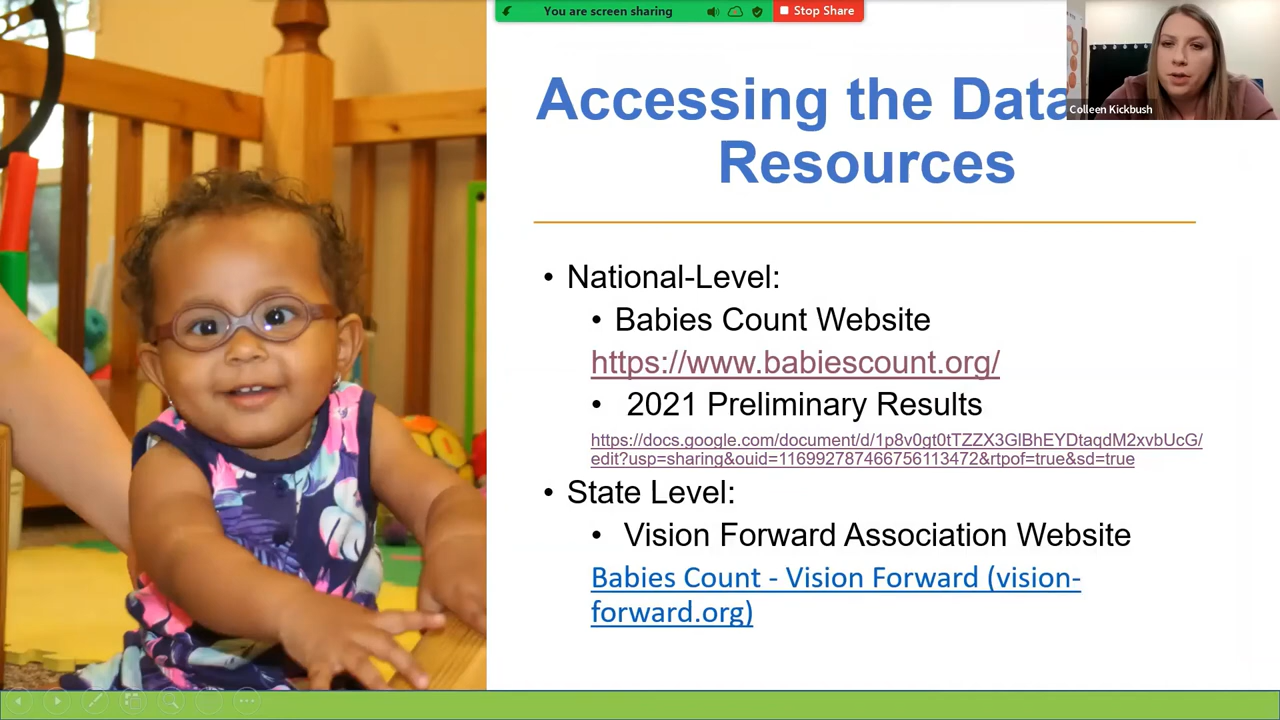 You are screen sharing
Stop Share
Colleen Kickbush
Accessing the Data
Resources
• National-Level:
• Babies Count Website
https://www.babiescount.org/
• 2021 Preliminary Results
https://docs.google.com/document/d/1p8v0gt0tTZZX3GlBhEYDtaqdM2xvbUcG/
edit?usp=sharing&ouid=116992787466756113472&rtpof=true&sd=true
• State Level:
• Vision Forward Association Website
Babies Count - Vision Forward (vision-
forward.org)